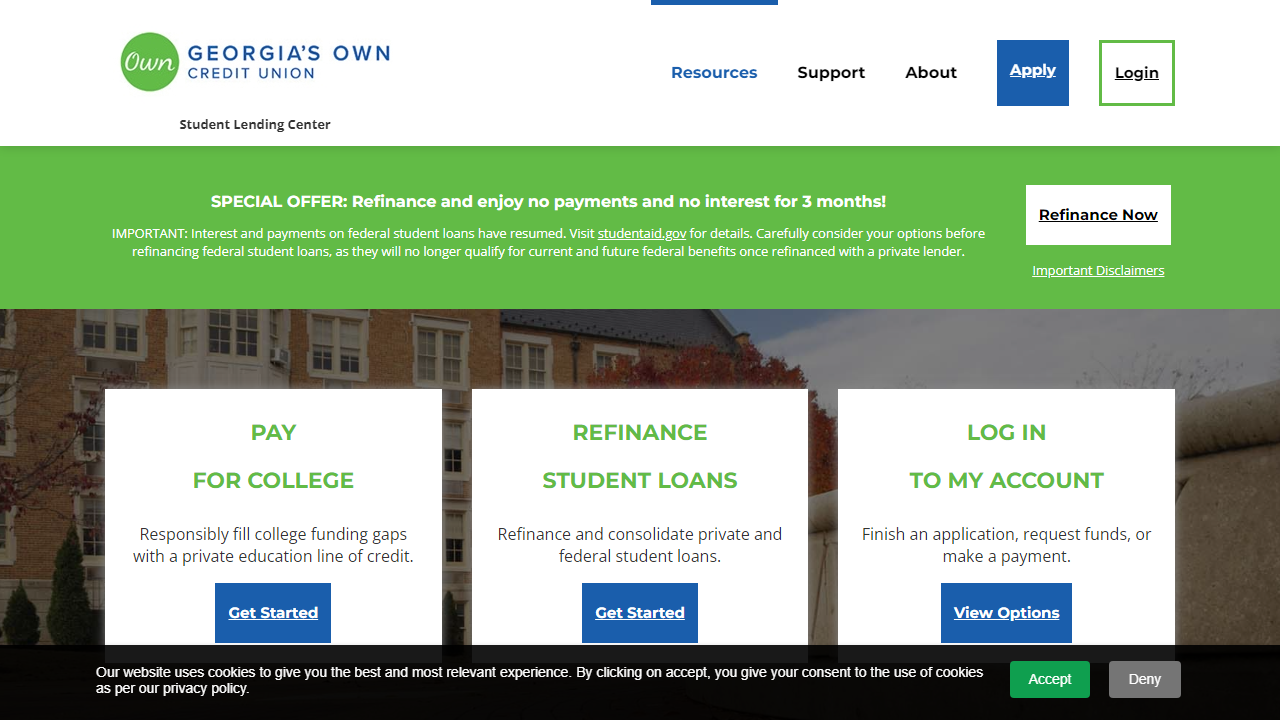 Own
GEORGIA'S OWN
CREDIT UNION
Student Lending Center
Resources
Support
About
Apply
Login
SPECIAL OFFER: Refinance and enjoy no payments and no interest for 3 months!
IMPORTANT: Interest and payments on federal student loans have resumed. Visit studentaid.gov for details. Carefully consider your options before
refinancing federal student loans, as they will no longer qualify for current and future federal benefits once refinanced with a private lender.
Refinance Now
Important Disclaimers
PAY
FOR COLLEGE
Responsibly fill college funding gaps
with a private education line of credit.
Get Started
REFINANCE
STUDENT LOANS
Refinance and consolidate private and
federal student loans.
Get Started
LOG IN
TO MY ACCOUNT
Finish an application, request funds, or
make a payment.
View Options
Our website uses cookies to give you the best and most relevant experience. By clicking on accept, you give your consent to the use of cookies
as per our privacy policy.
Accept
Deny